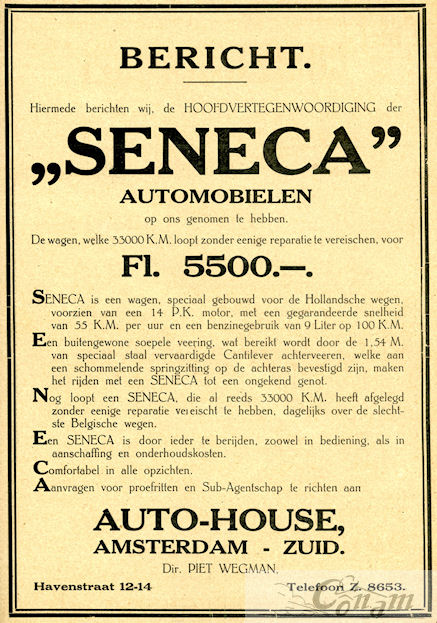 BERICHT.
Hiermede berichten wij, de HOOFDVERTEGENWOORDIGING der
„SENECA”
AUTOMOBIELEN
op ons genomen te hebben.
De wagen, welke 33000 K.M. loopt zonder eenige reparatie te vereischen, voor
Fl. 5500.—.
SENECA is een wagen, speciaal gebouwd voor de Hollandsche wegen,
voorzien van een 14 P.K. motor, met een gegarandeerde snelheid
van 55 K.M. per uur en een benzinegebruik van 9 Liter op 100 K.M.
Een buitengewone soepele veering, wat bereikt wordt door de 1,54 M.
van speciaal staal vervaardigde Cantilever achterveeren, welke aan
een schommelende springzitting op de achteras bevestigd zijn, maken
het rijden met een SENECA tot een ongekend genot.
Nog loopt een SENECA, die al reeds 33000 K.M. heeft afgelegd
zonder eenige reparatie vereischt te hebben, dagelijks over de slecht-
ste Belgische wegen.
Een SENECA is door ieder te berijden, zoowel in bediening, als in
aanschaffing en onderhoudskosten.
Comfortabel in alle opzichten.
Aanvragen voor proefritten en Sub-Agentschap te richten aan
AUTO-HOUSE,
AMSTERDAM - ZUID.
Dir. PIET WEGMAN.
Havenstraat 12-14 Telefoon Z. 8653.
Conam